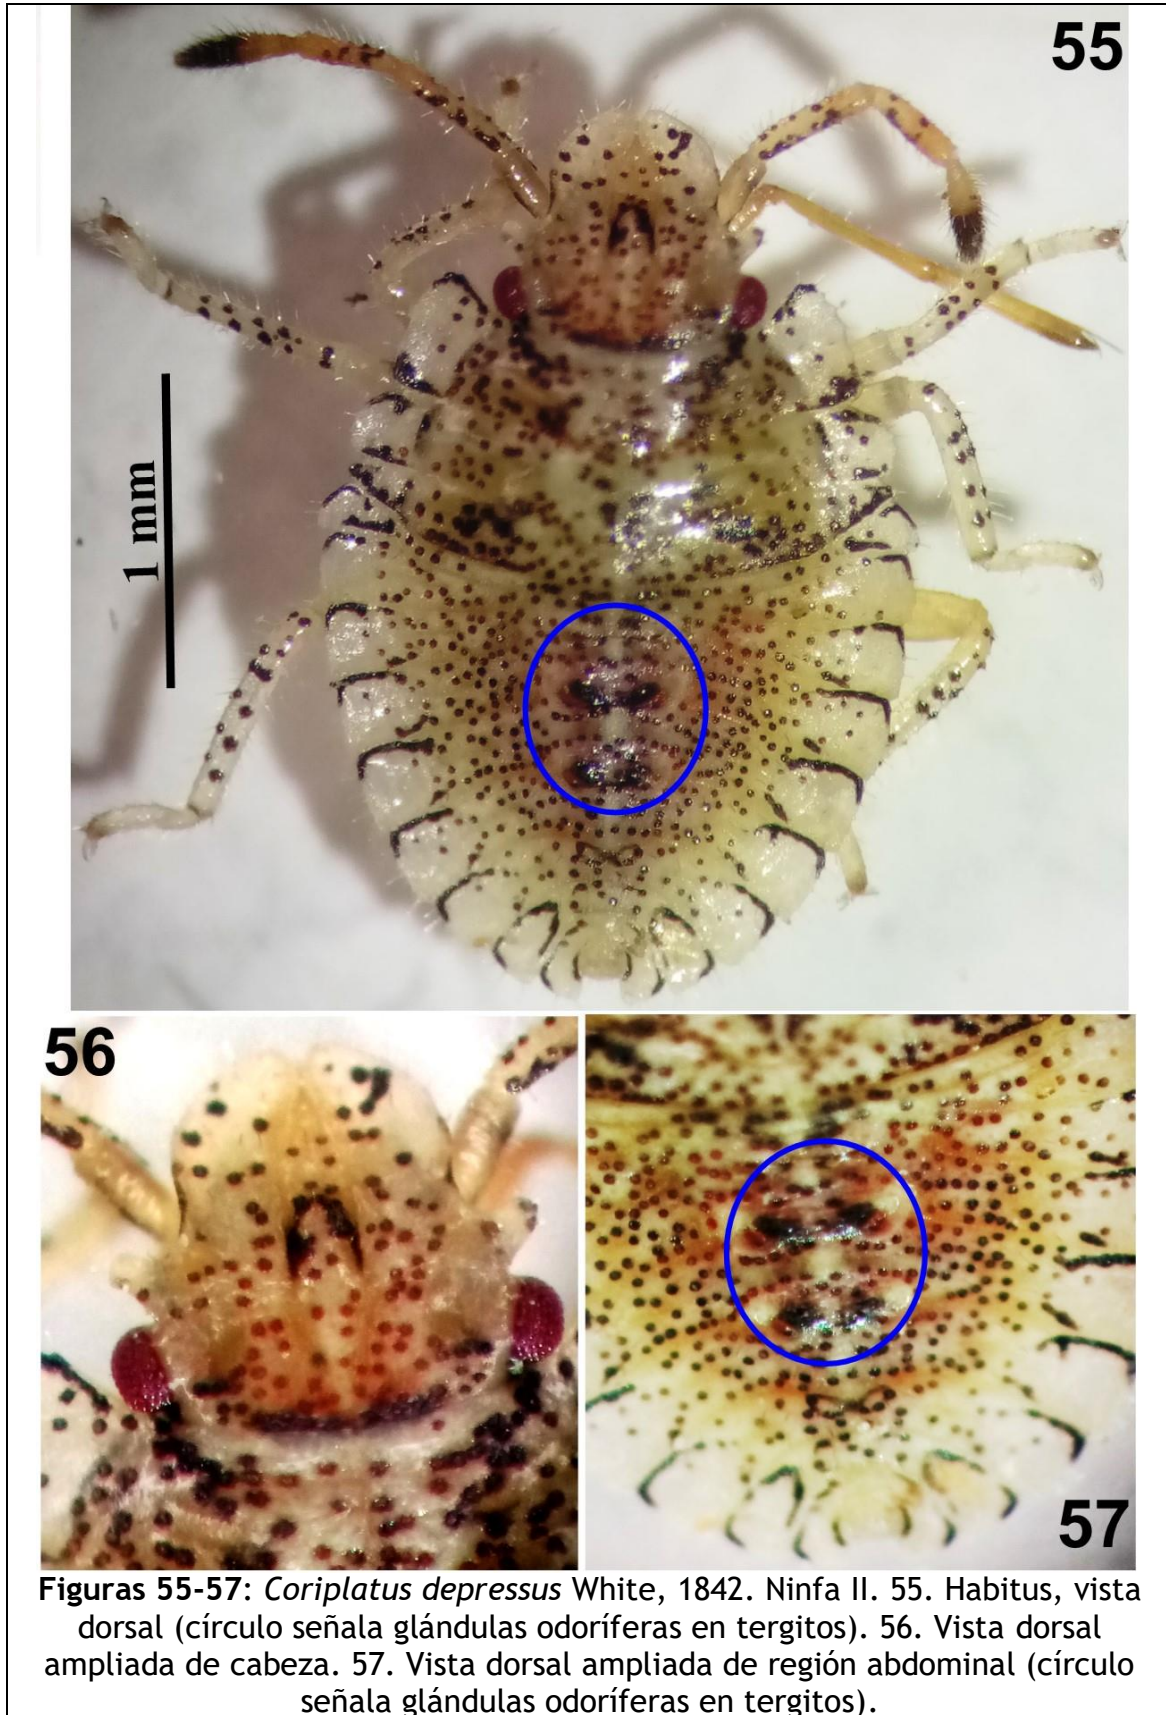 55
1 mm
56
57
Figuras 55-57: Coriplatus depressus White, 1842. Ninfa II. 55. Habitus, vista
dorsal (círculo señala glándulas odoríferas en tergitos). 56. Vista dorsal
ampliada de cabeza. 57. Vista dorsal ampliada de región abdominal (círculo
señala glándulas odoríferas en tergitos).